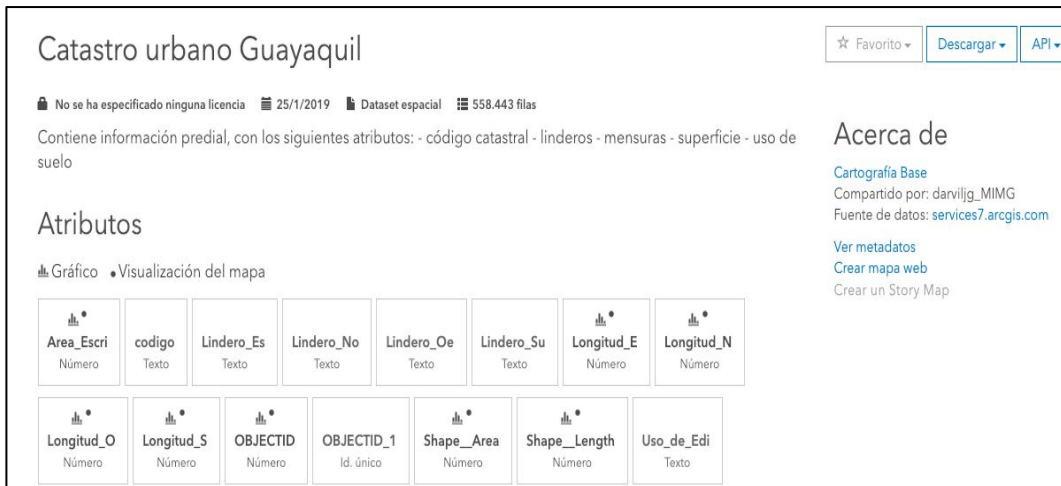 Catastro urbano Guayaquil
No se ha especificado ninguna licencia 25/1/2019 Dataset espacial 558.443 filas
Contiene información predial, con los siguientes atributos: - código catastral - linderos - mensuras - superficie - uso de
suelo
Atributos
Gráfico Visualización del mapa
Area_Escri codigo Lindero_Es Lindero_No Lindero_Oe Lindero_Su Longitud_E Longitud_N
Número Texto Texto Texto Texto Texto Número Número
Longitud_O Longitud_S OBJECTID OBJECTID_1 Shape__Area Shape__Length Uso_de_Edi
Número Número Número Id. único Número Número Texto
Favorito Descargar API
Acerca de
Cartografía Base
Compartido por: darviljg_MIMG
Fuente de datos: services7.arcgis.com
Ver metadatos
Crear mapa web
Crear un Story Map